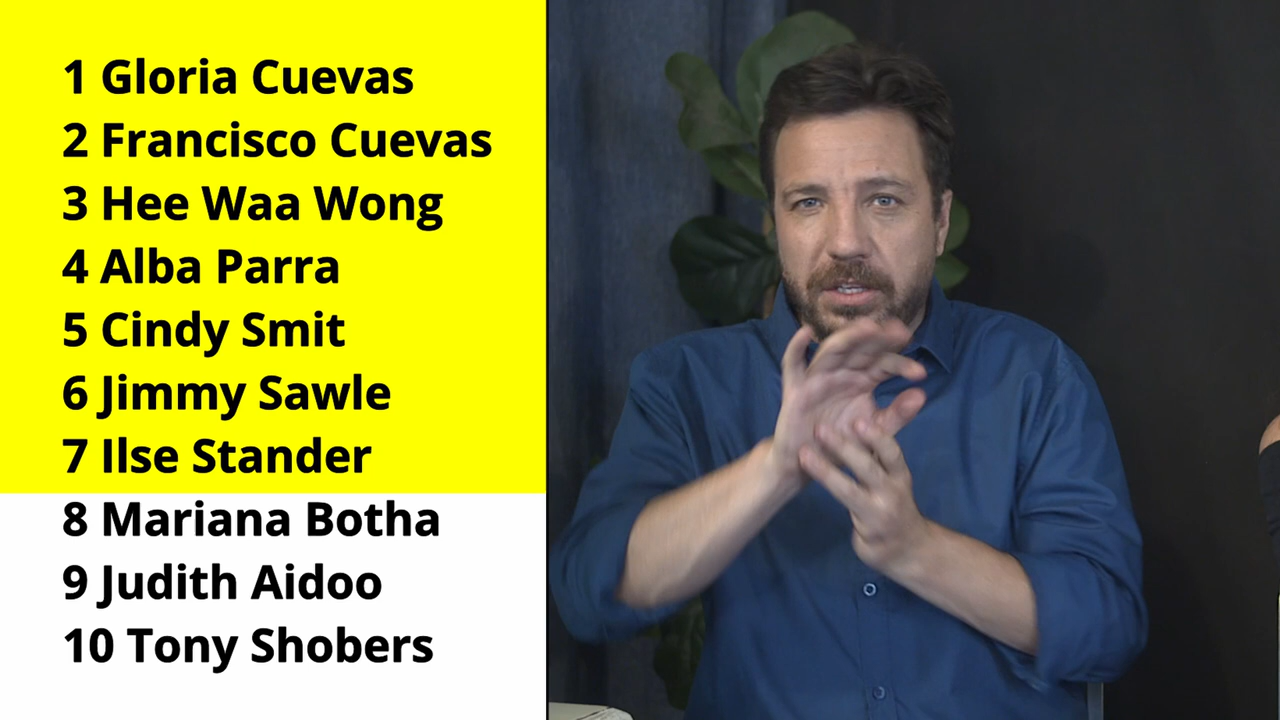 1 Gloria Cuevas
2 Francisco Cuevas
3 Hee Waa Wong
4 Alba Parra
5 Cindy Smit
6 Jimmy Sawle
7 Ilse Stander
8 Mariana Botha
9 Judith Aidoo
10 Tony Shobers